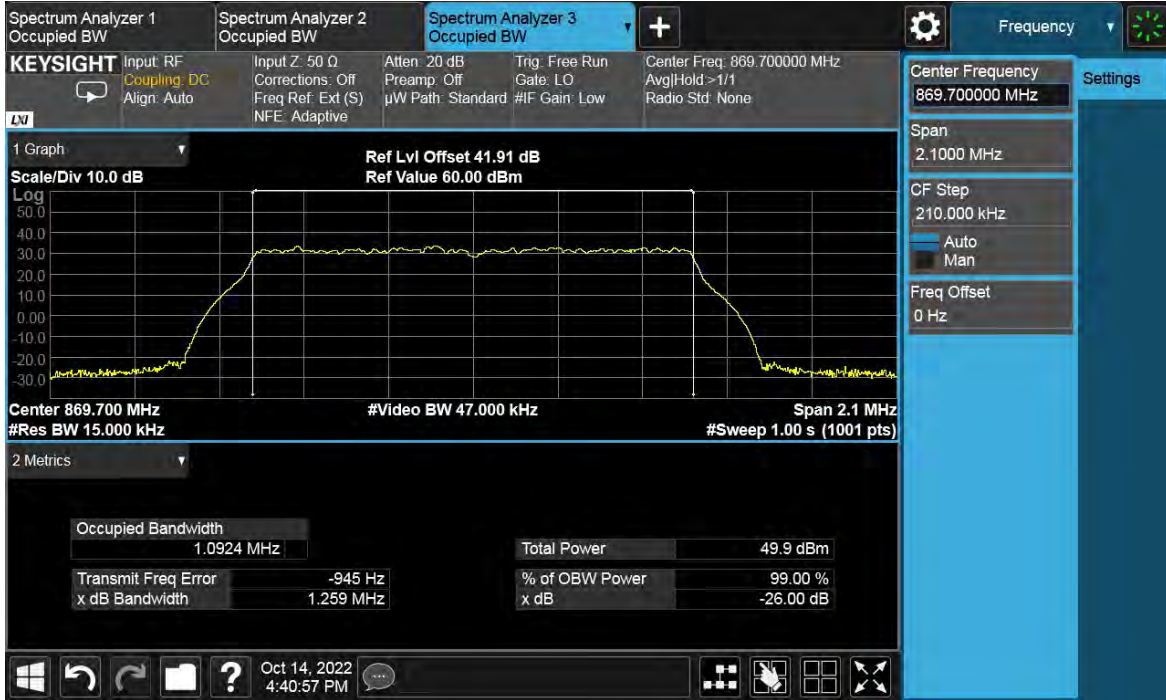 Spectrum Analyzer 1
Occupied BW
Spectrum Analyzer 2
Occupied BW
Spectrum Analyzer 3
Occupied BW
Frequency
KEYSIGHT
LXI
Input: RF
Coupling: DC
Align: Auto
Input Z: 50 Ω
Corrections: Off
Freq Ref: Ext (S)
NFE: Adaptive
Atten: 20 dB
Preamp: Off
µW Path: Standard
Trig: Free Run
Gate: LO
#IF Gain: Low
Center Freq: 869.700000 MHz
Avg|Hold:>1/1
Radio Std: None
Center Frequency
869.700000 MHz
Settings
Span
2.1000 MHz
CF Step
210.000 kHz
Auto
Man
Freq Offset
0 Hz
1 Graph
Scale/Div 10.0 dB
Ref Lvl Offset 41.91 dB
Ref Value 60.00 dBm
Log
50.0
40.0
30.0
20.0
10.0
0.00
-10.0
-20.0
-30.0
Center 869.700 MHz
#Res BW 15.000 kHz
#Video BW 47.000 kHz
Span 2.1 MHz
#Sweep 1.00 s (1001 pts)
2 Metrics
Occupied Bandwidth
1.0924 MHz
Total Power 49.9 dBm
Transmit Freq Error -945 Hz
% of OBW Power 99.00 %
x dB Bandwidth 1.259 MHz
x dB -26.00 dB
?
Oct 14, 2022
4:40:57 PM